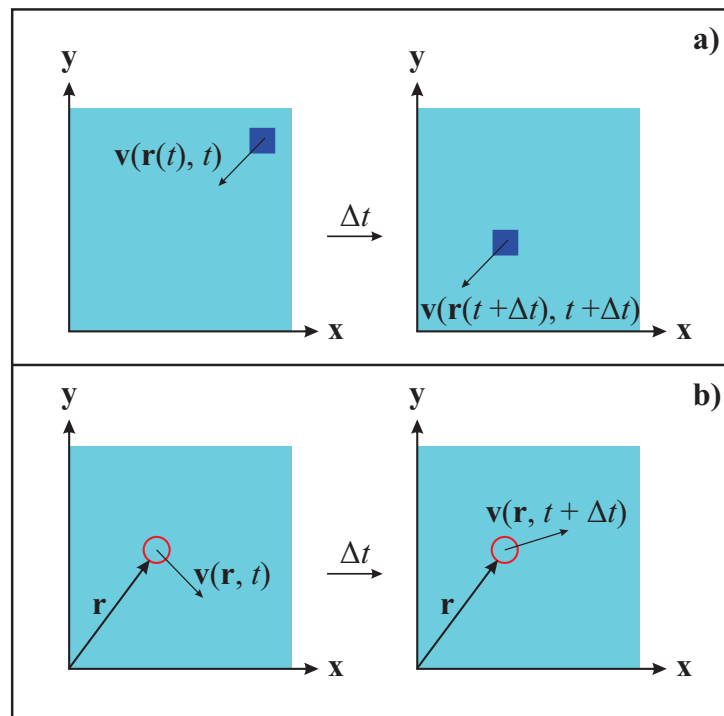 a)
y
y
v(r(t), t)
Δt
v(r(t +Δt), t+Δt)
x
x
b)
y
y
v(r, t + Δt)
v(r, t)
Δt
r
r
x
x